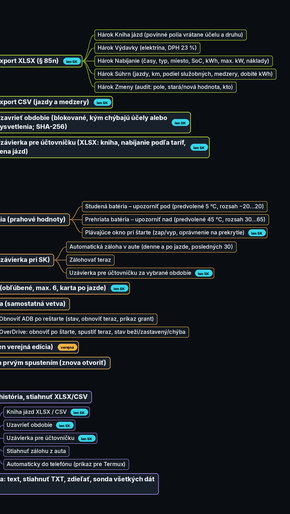 Hárok Kniha jázd (povinné polia vrátane účelu a druhu)
Hárok Výdavky (elektrina, DPH 23 %)
xport XLSX (§ 85n) len SK
Hárok Nabíjanie (časy, typ, miesto, SoC, kWh, max. kW, náklady)
Hárok Súhrn (jazdy, km, podiel služobných, medzery, dobité kWh)
Hárok Zmeny (audit: pole, stará/nová hodnota, kto)
xport CSV (jazdy a medzery) len SK
zavrieť obdobie (blokované, kým chýbajú účely alebo
ysvetlenia; SHA-256) len SK
závierka pre účtovníčku (XLSX: kniha, nabíjanie podľa taríf,
ena jázd) len SK
Studená batéria – upozorniť pod (predvolené 5 °C, rozsah −20…20)
ia (prahové hodnoty)
Prehriata batéria – upozorniť nad (predvolené 45 °C, rozsah 30…65)
Plávajúce okno pri štarte (zap/vyp, oprávnenie na prekrytie) len SK
Automatická záloha v aute (denne a po jazde, posledných 30)
závierka pri SK)
Zálohovať teraz
Uzávierka pre účtovníčku za vybrané obdobie len SK
(obľúbené, max. 6, karta po jazde) len SK
a (samostatná vetva)
Obnoviť ADB po reštarte (stav, obnoviť teraz, príkaz grant)
OverDrive: obnoviť po štarte, spustiť teraz, stav beží/zastavený/chýba
en verejná edícia) verejná
prvým spustením (znova otvoriť)
história, stiahnuť XLSX/CSV
Kniha jázd XLSX / CSV len SK
Uzavrieť obdobie len SK
Uzávierka pre účtovníčku len SK
Stiahnuť zálohu z auta
Automaticky do telefónu (príkaz pre Termux)
a: text, stiahnuť TXT, zdieľať, sonda všetkých dát
len SK